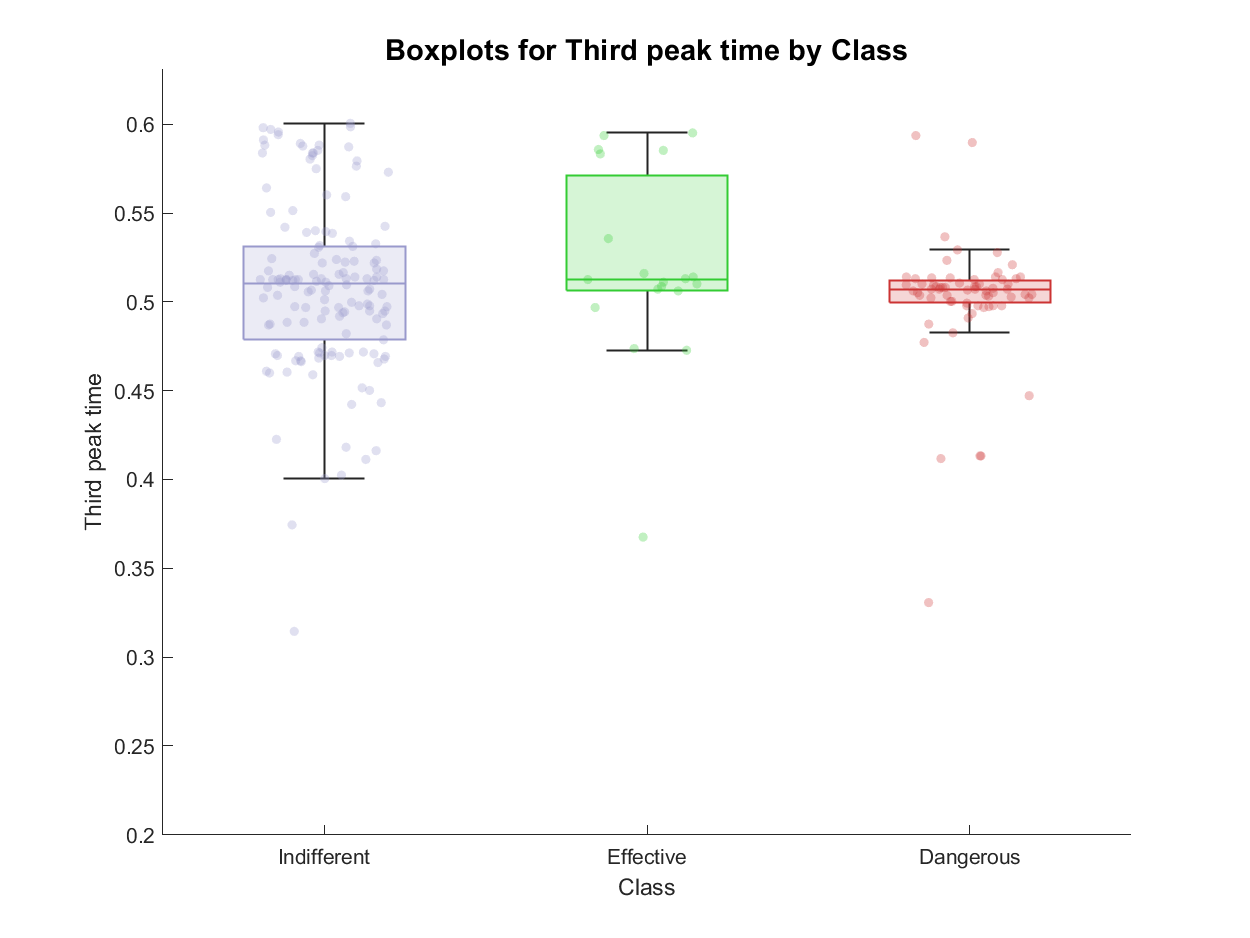 Boxplots for Third peak time by Class
0.6
0.55
0.5
0.45
0.4
0.35
0.3
0.25
0.2
Third peak time
Indifferent
Effective
Dangerous
Class